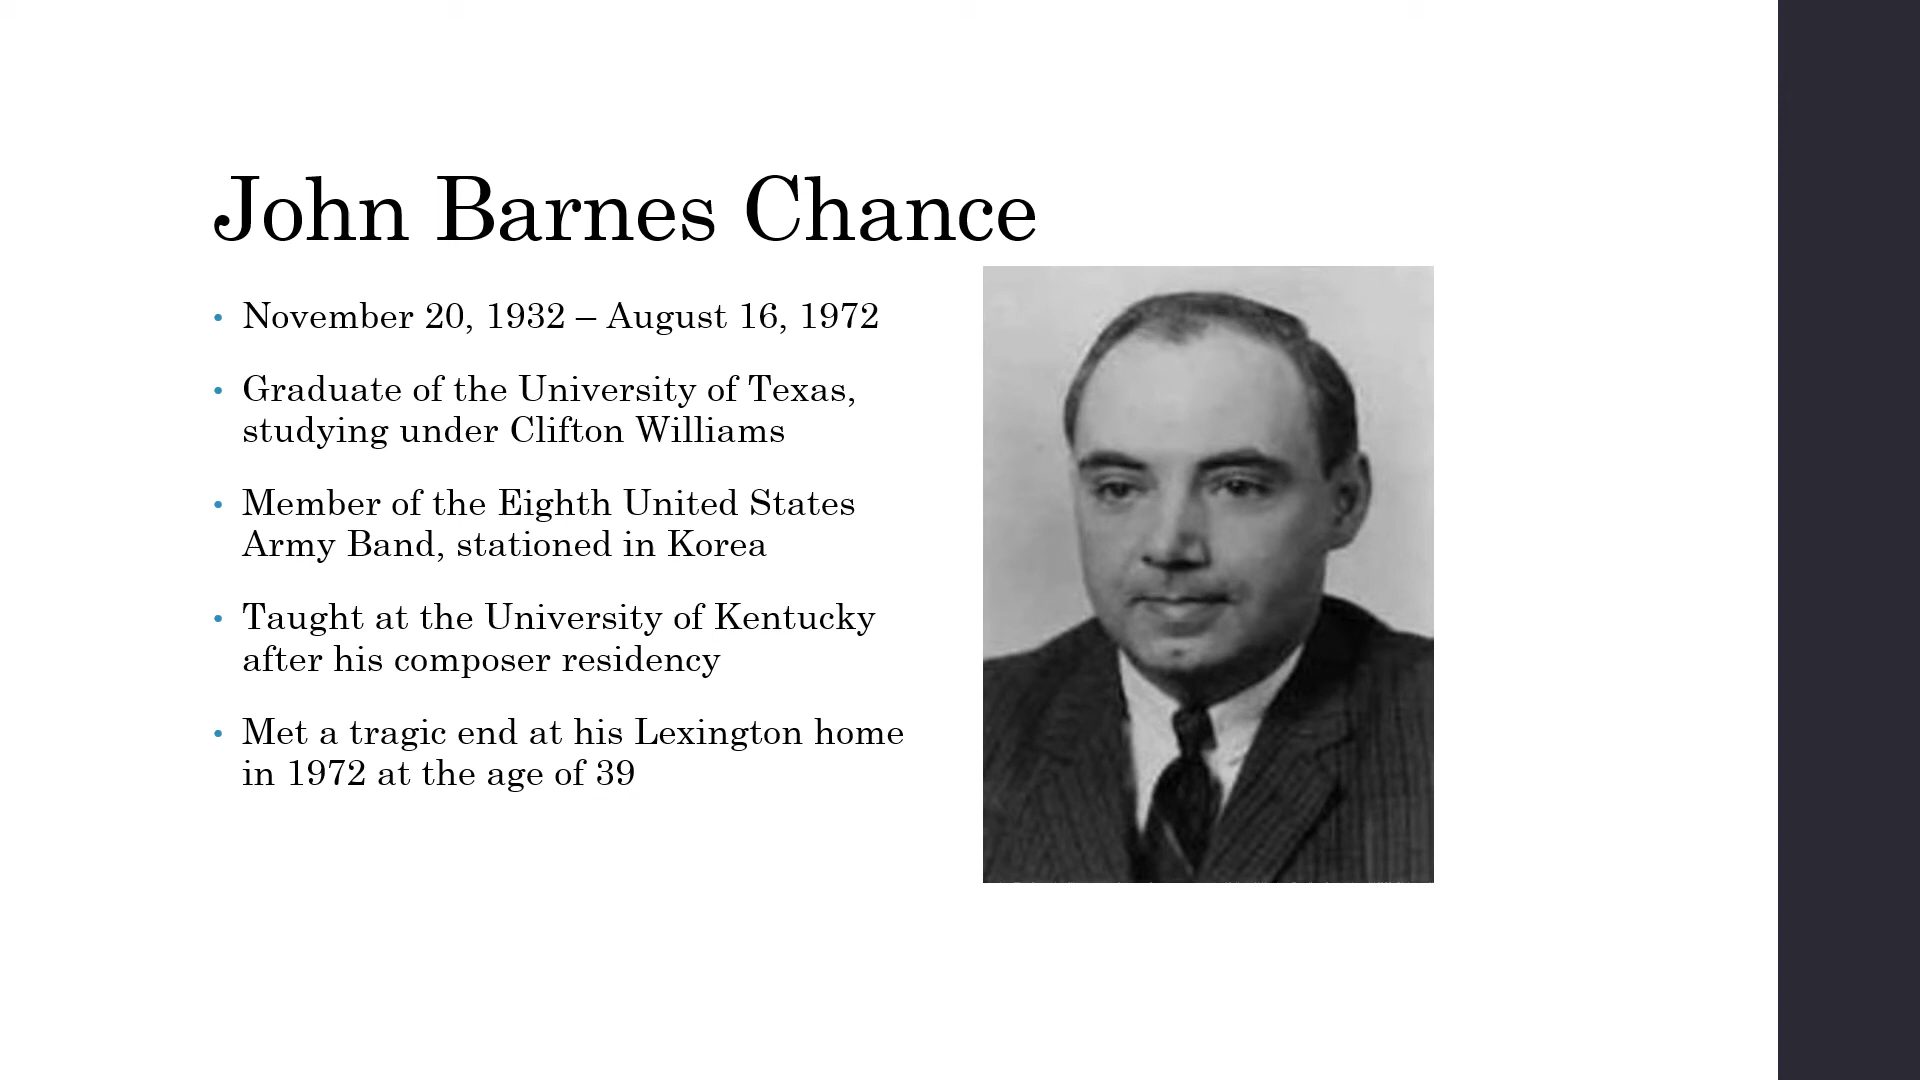 John Barnes Chance
• November 20, 1932 – August 16, 1972
• Graduate of the University of Texas,
studying under Clifton Williams
• Member of the Eighth United States
Army Band, stationed in Korea
• Taught at the University of Kentucky
after his composer residency
• Met a tragic end at his Lexington home
in 1972 at the age of 39